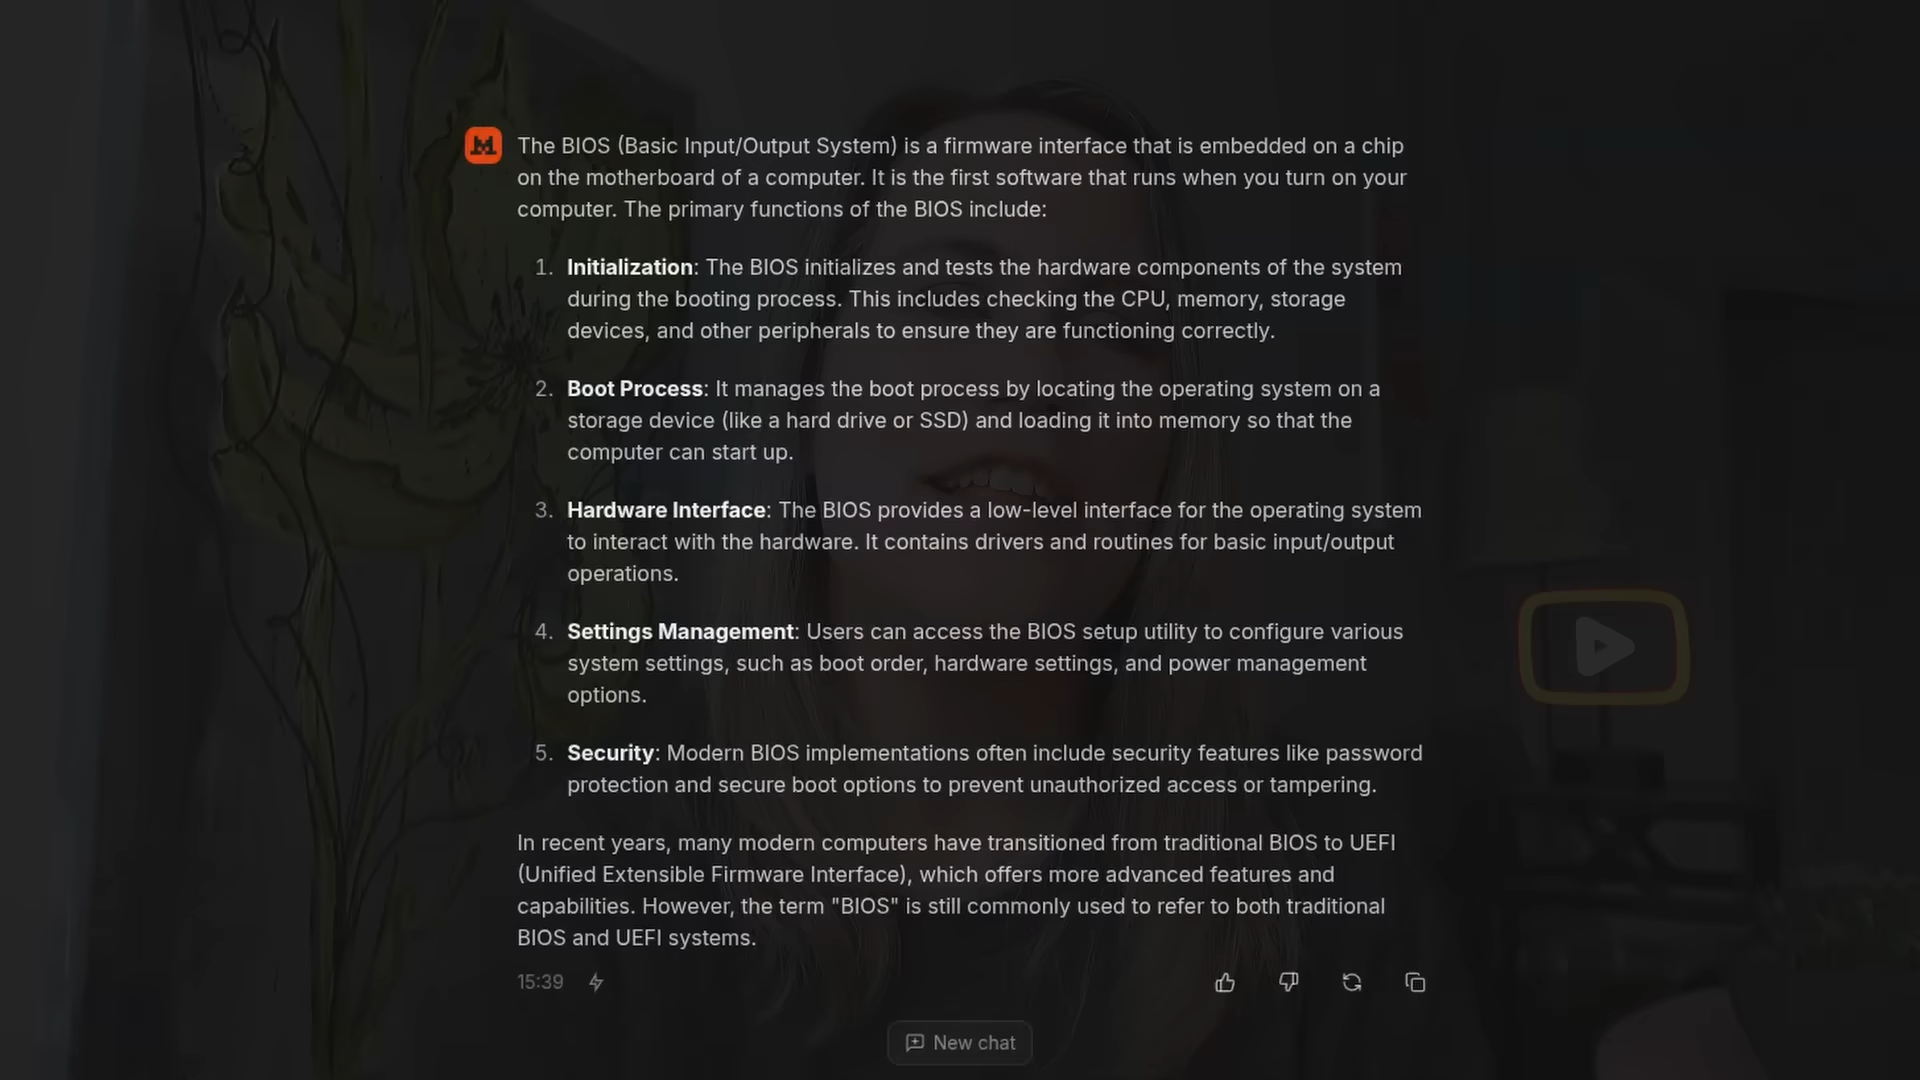 The BIOS (Basic Input/Output System) is a firmware interface that is embedded on a chip
on the motherboard of a computer. It is the first software that runs when you turn on your
computer. The primary functions of the BIOS include:
1. Initialization: The BIOS initializes and tests the hardware components of the system
during the booting process. This includes checking the CPU, memory, storage
devices, and other peripherals to ensure they are functioning correctly.
2. Boot Process: It manages the boot process by locating the operating system on a
storage device (like a hard drive or SSD) and loading it into memory so that the
computer can start up.
3. Hardware Interface: The BIOS provides a low-level interface for the operating system
to interact with the hardware. It contains drivers and routines for basic input/output
operations.
4. Settings Management: Users can access the BIOS setup utility to configure various
system settings, such as boot order, hardware settings, and power management
options.
5. Security: Modern BIOS implementations often include security features like password
protection and secure boot options to prevent unauthorized access or tampering.
In recent years, many modern computers have transitioned from traditional BIOS to UEFI
(Unified Extensible Firmware Interface), which offers more advanced features and
capabilities. However, the term "BIOS" is still commonly used to refer to both traditional
BIOS and UEFI systems.
15:39
New chat